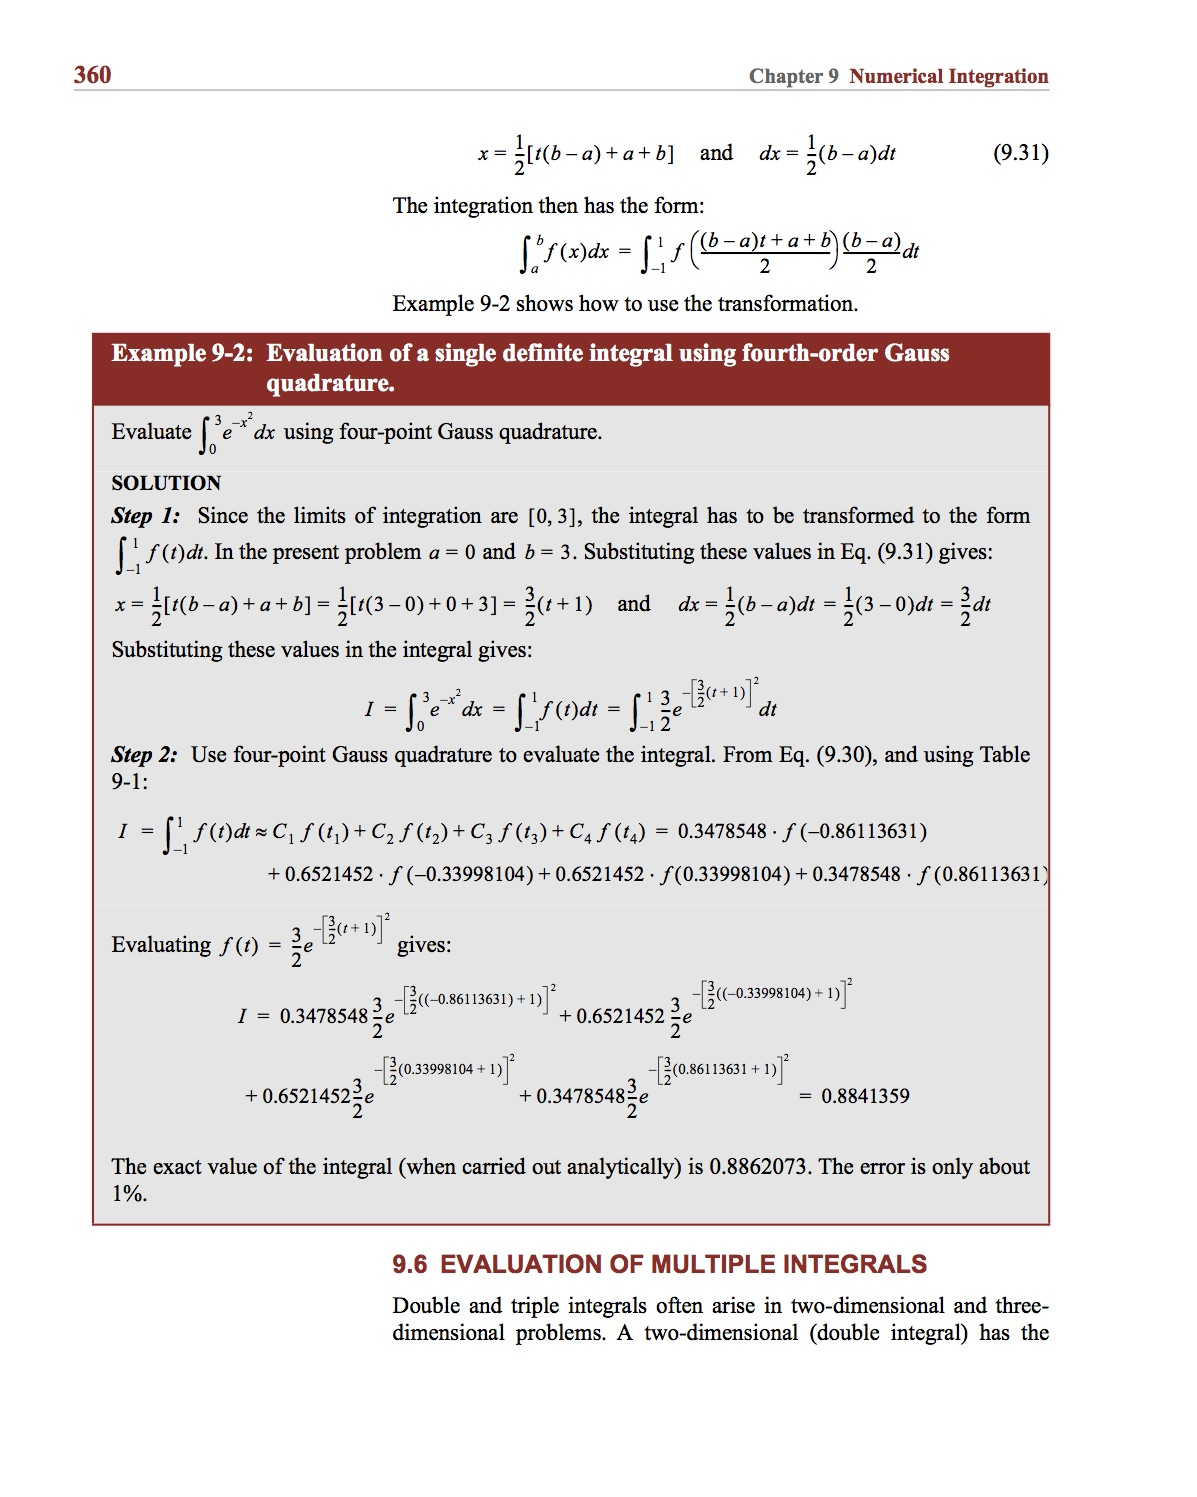 360
Chapter 9 Numerical Integration
x = 1/2[t(b – a) + a + b] and dx = 1/2(b – a)dt (9.31)
The integration then has the form:
∫_a^b f(x)dx = ∫_{–1}^1 f(((b – a)t + a + b)/2) (b – a)/2 dt
Example 9-2 shows how to use the transformation.
Example 9-2: Evaluation of a single definite integral using fourth-order Gauss
quadrature.
Evaluate ∫_0^3 e^{–x^2} dx using four-point Gauss quadrature.
SOLUTION
Step 1: Since the limits of integration are [0, 3], the integral has to be transformed to the form
∫_{–1}^1 f(t)dt. In the present problem a = 0 and b = 3. Substituting these values in Eq. (9.31) gives:
x = 1/2[t(b – a) + a + b] = 1/2[t(3 – 0) + 0 + 3] = 3/2(t + 1) and dx = 1/2(b – a)dt = 1/2(3 – 0)dt = 3/2dt
Substituting these values in the integral gives:
I = ∫_0^3 e^{–x^2} dx = ∫_{–1}^1 f(t)dt = ∫_{–1}^1 3/2 e^{–[3/2(t + 1)]^2} dt
Step 2: Use four-point Gauss quadrature to evaluate the integral. From Eq. (9.30), and using Table
9-1:
I = ∫_{–1}^1 f(t)dt ≈ C_1 f(t_1) + C_2 f(t_2) + C_3 f(t_3) + C_4 f(t_4) = 0.3478548 · f(–0.86113631)
+ 0.6521452 · f(–0.33998104) + 0.6521452 · f(0.33998104) + 0.3478548 · f(0.86113631)
Evaluating f(t) = 3/2 e^{–[3/2(t + 1)]^2} gives:
I = 0.3478548 3/2 e^{–[3/2((–0.86113631) + 1)]^2} + 0.6521452 3/2 e^{–[3/2((–0.33998104) + 1)]^2}
+ 0.6521452 3/2 e^{–[3/2(0.33998104 + 1)]^2} + 0.3478548 3/2 e^{–[3/2(0.86113631 + 1)]^2} = 0.8841359
The exact value of the integral (when carried out analytically) is 0.8862073. The error is only about
1%.
9.6 EVALUATION OF MULTIPLE INTEGRALS
Double and triple integrals often arise in two-dimensional and three-
dimensional problems. A two-dimensional (double integral) has the